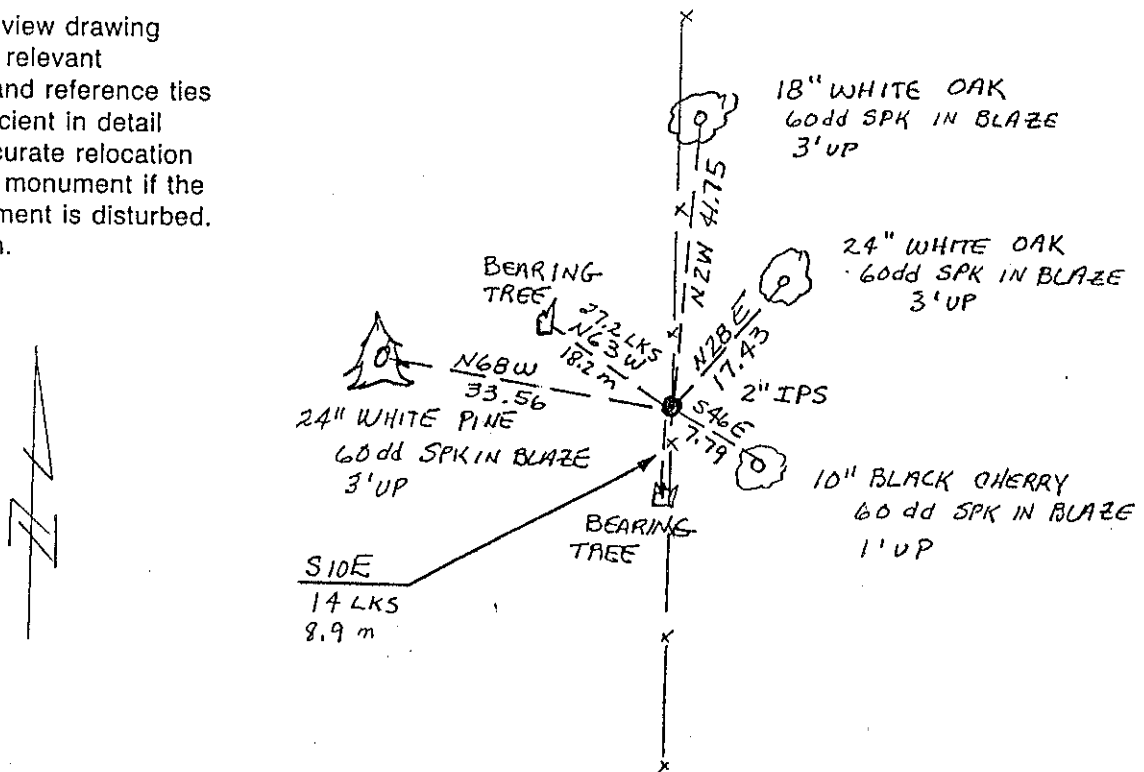 view drawing
relevant
and reference ties
cient in detail
curate relocation
monument if the
ment is disturbed.
18" WHITE OAK
60dd SPK IN BLAZE
3' UP
N2W 41.75
24" WHITE OAK
60dd SPK IN BLAZE
3' UP
BEARING
TREE
27.2 LKS
N63W
18.2 m
N28E
17.43
N68W
33.56
2" IPS
S46E
7.79
24" WHITE PINE
60dd SPK IN BLAZE
3' UP
10" BLACK CHERRY
60dd SPK IN BLAZE
1' UP
BEARING
TREE
S10E
14 LKS
8.9 m
N